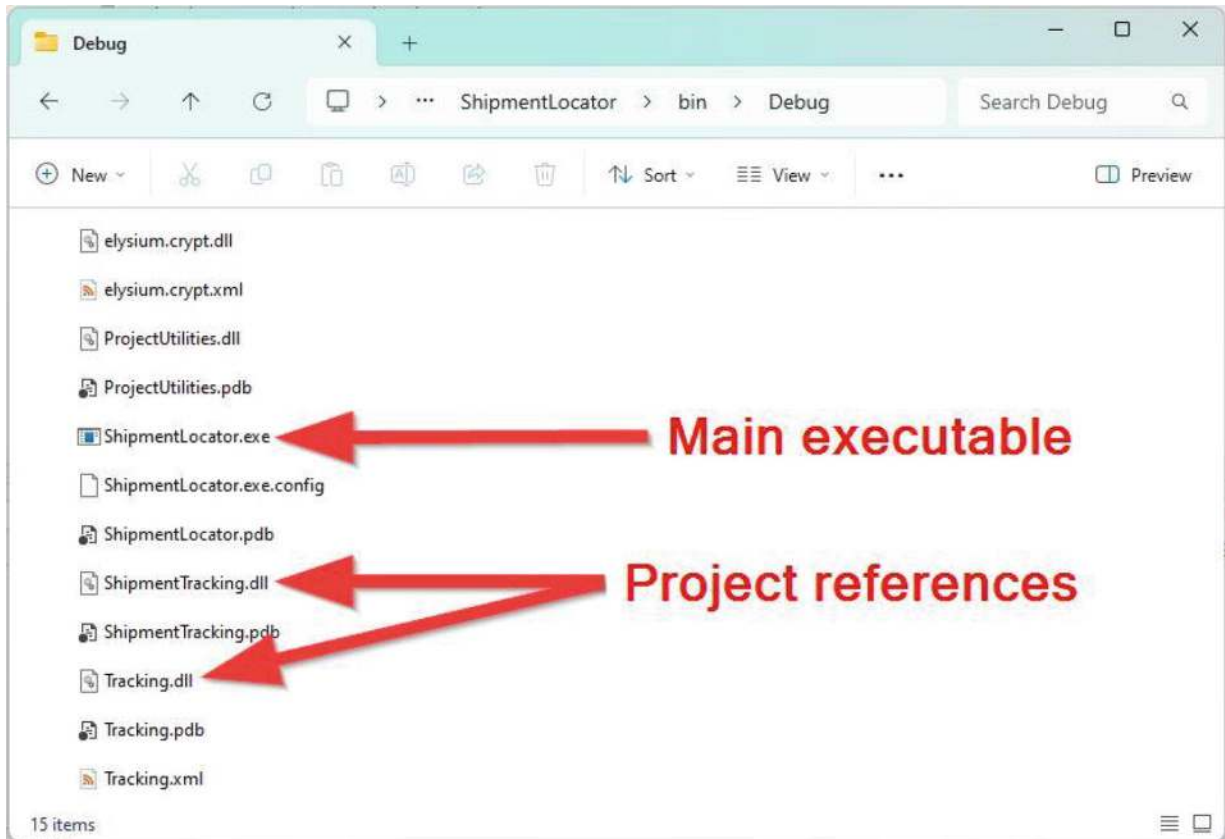 Debug
ShipmentLocator > bin > Debug
Search Debug
New
Sort
View
Preview
elysium.crypt.dll
elysium.crypt.xml
ProjectUtilities.dll
ProjectUtilities.pdb
ShipmentLocator.exe
Main executable
ShipmentLocator.exe.config
ShipmentLocator.pdb
ShipmentTracking.dll
Project references
ShipmentTracking.pdb
Tracking.dll
Tracking.pdb
Tracking.xml
15 items